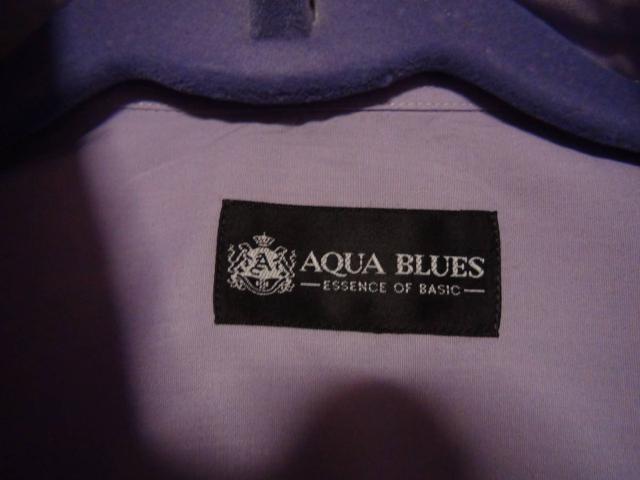 A
AQUA BLUES
ESSENCE OF BASIC